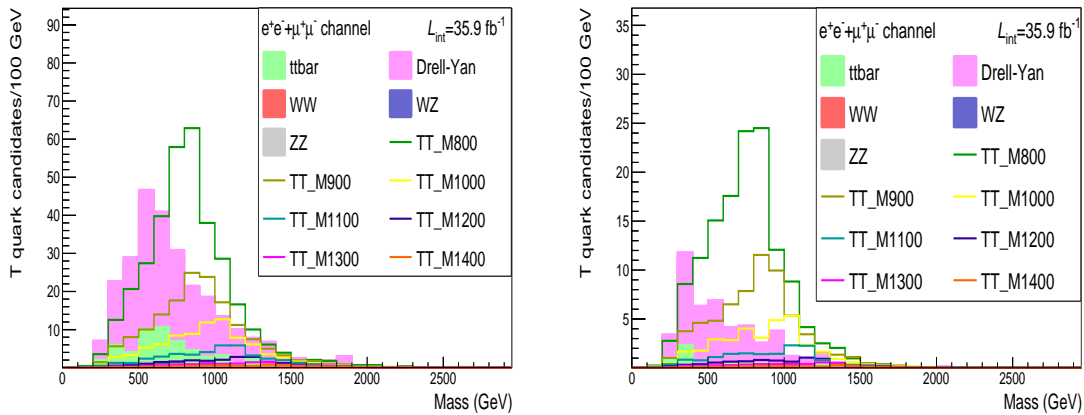 T quark candidates/100 GeV
90
80
70
60
50
40
30
20
10
0 500 1000 1500 2000 2500
Mass (GeV)
e⁺e⁻+μ⁺μ⁻ channel L_int=35.9 fb⁻¹
ttbar Drell-Yan
WW WZ
ZZ TT_M800
TT_M900 TT_M1000
TT_M1100 TT_M1200
TT_M1300 TT_M1400
T quark candidates/100 GeV
35
30
25
20
15
10
5
0 500 1000 1500 2000 2500
Mass (GeV)
e⁺e⁻+μ⁺μ⁻ channel L_int=35.9 fb⁻¹
ttbar Drell-Yan
WW WZ
ZZ TT_M800
TT_M900 TT_M1000
TT_M1100 TT_M1200
TT_M1300 TT_M1400